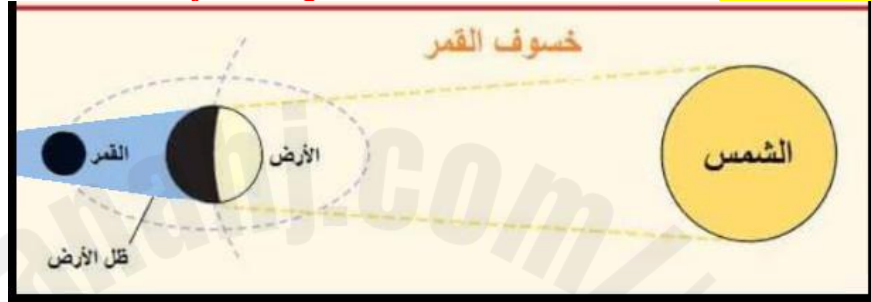 خسوف القمر
الشمس
الأرض
القمر
ظل الأرض